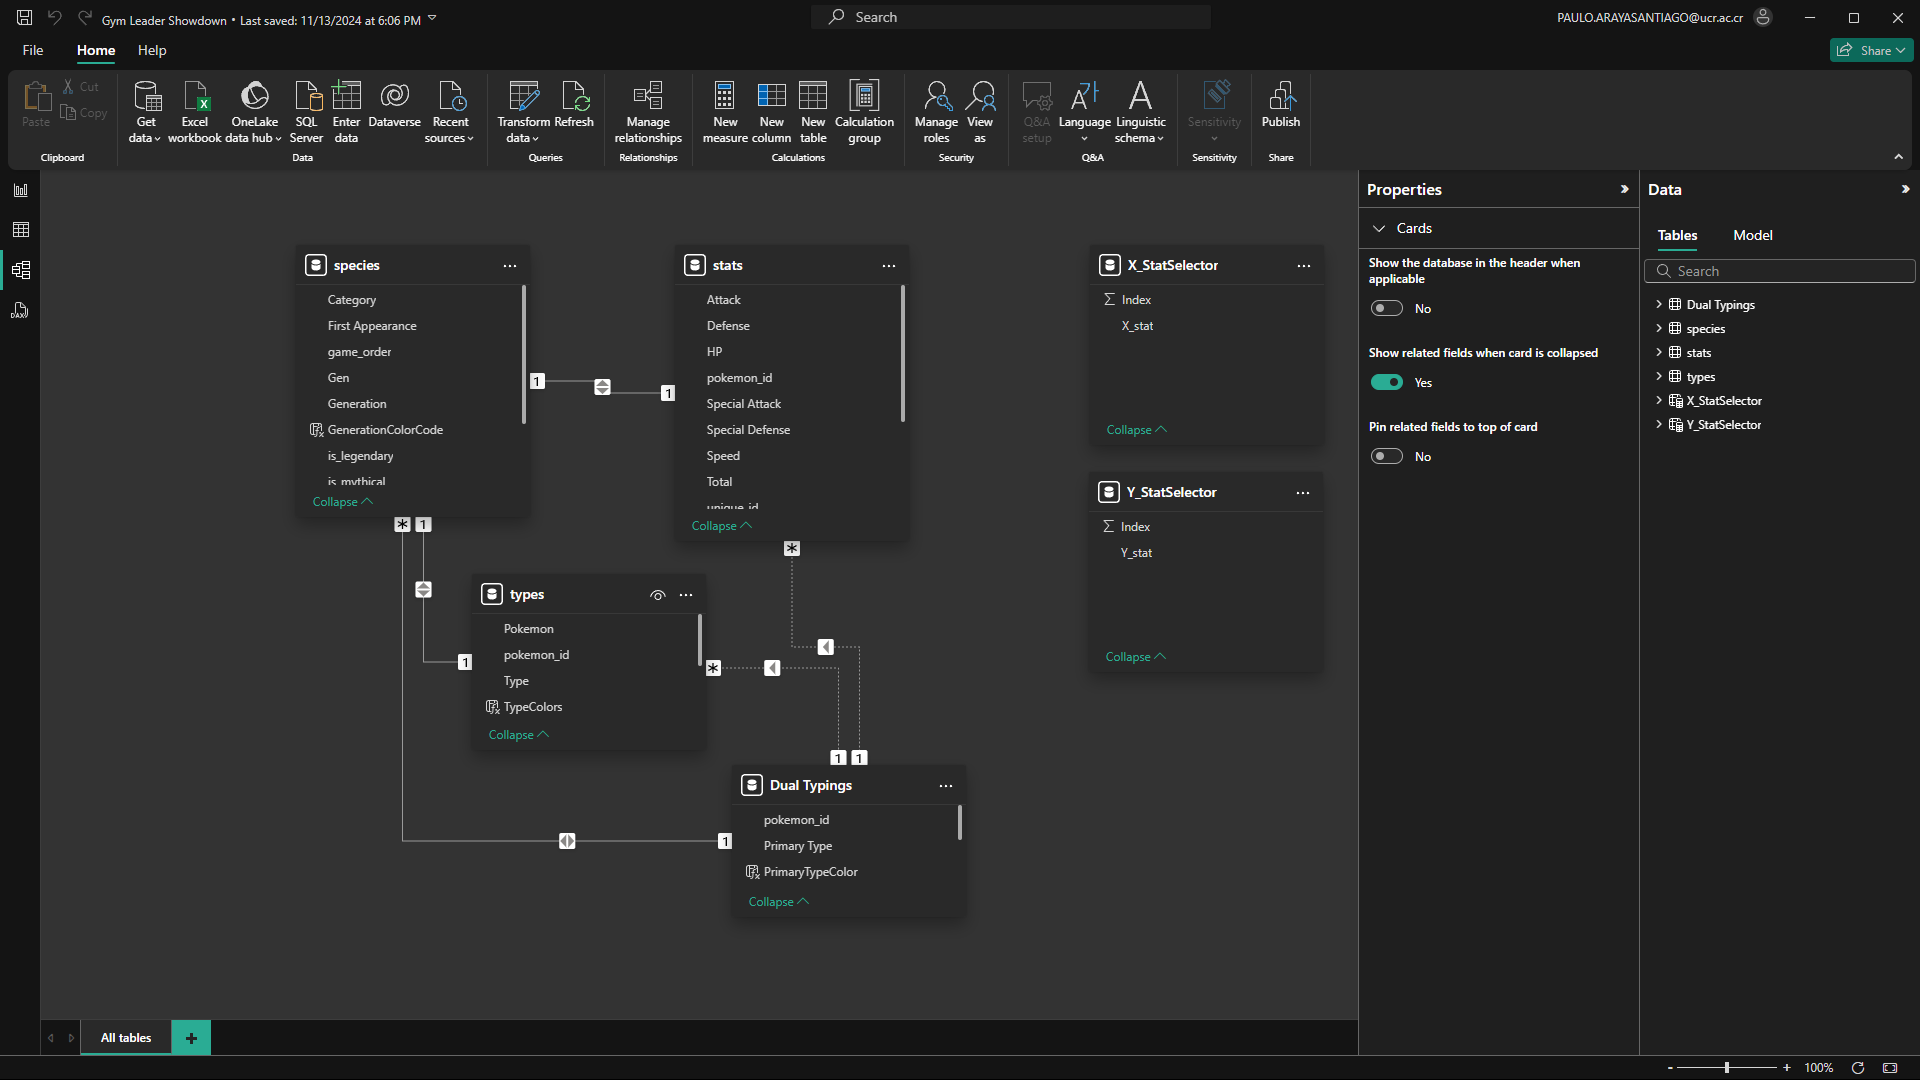 Gym Leader Showdown • Last saved: 11/13/2024 at 6:06 PM
Search
PAULO.ARAYASANTIAGO@ucr.ac.cr
File
Home
Help
Share
Paste
Cut
Copy
Clipboard
Get data
Excel workbook
OneLake data hub
SQL Server
Enter data
Dataverse
Recent sources
Data
Transform data
Refresh
Queries
Manage relationships
Relationships
New measure
New column
New table
Calculation group
Calculations
Manage roles
View as
Security
Q&A setup
Language
Linguistic schema
Q&A
Sensitivity
Sensitivity
Publish
Share
DAX
species
Category
First Appearance
game_order
Gen
Generation
GenerationColorCode
is_legendary
is_mythical
Collapse
1
1
* 1
stats
Attack
Defense
HP
pokemon_id
Special Attack
Special Defense
Speed
Total
unique_id
Collapse
*
types
Pokemon
pokemon_id
Type
TypeColors
Collapse
1
*
1 1
Dual Typings
pokemon_id
Primary Type
PrimaryTypeColor
Collapse
1
X_StatSelector
Σ Index
X_stat
Collapse
Y_StatSelector
Σ Index
Y_stat
Collapse
Properties
Cards
Show the database in the header when
applicable
No
Show related fields when card is collapsed
Yes
Pin related fields to top of card
No
Data
Tables
Model
Search
Dual Typings
species
stats
types
X_StatSelector
Y_StatSelector
All tables
+
- + 100%